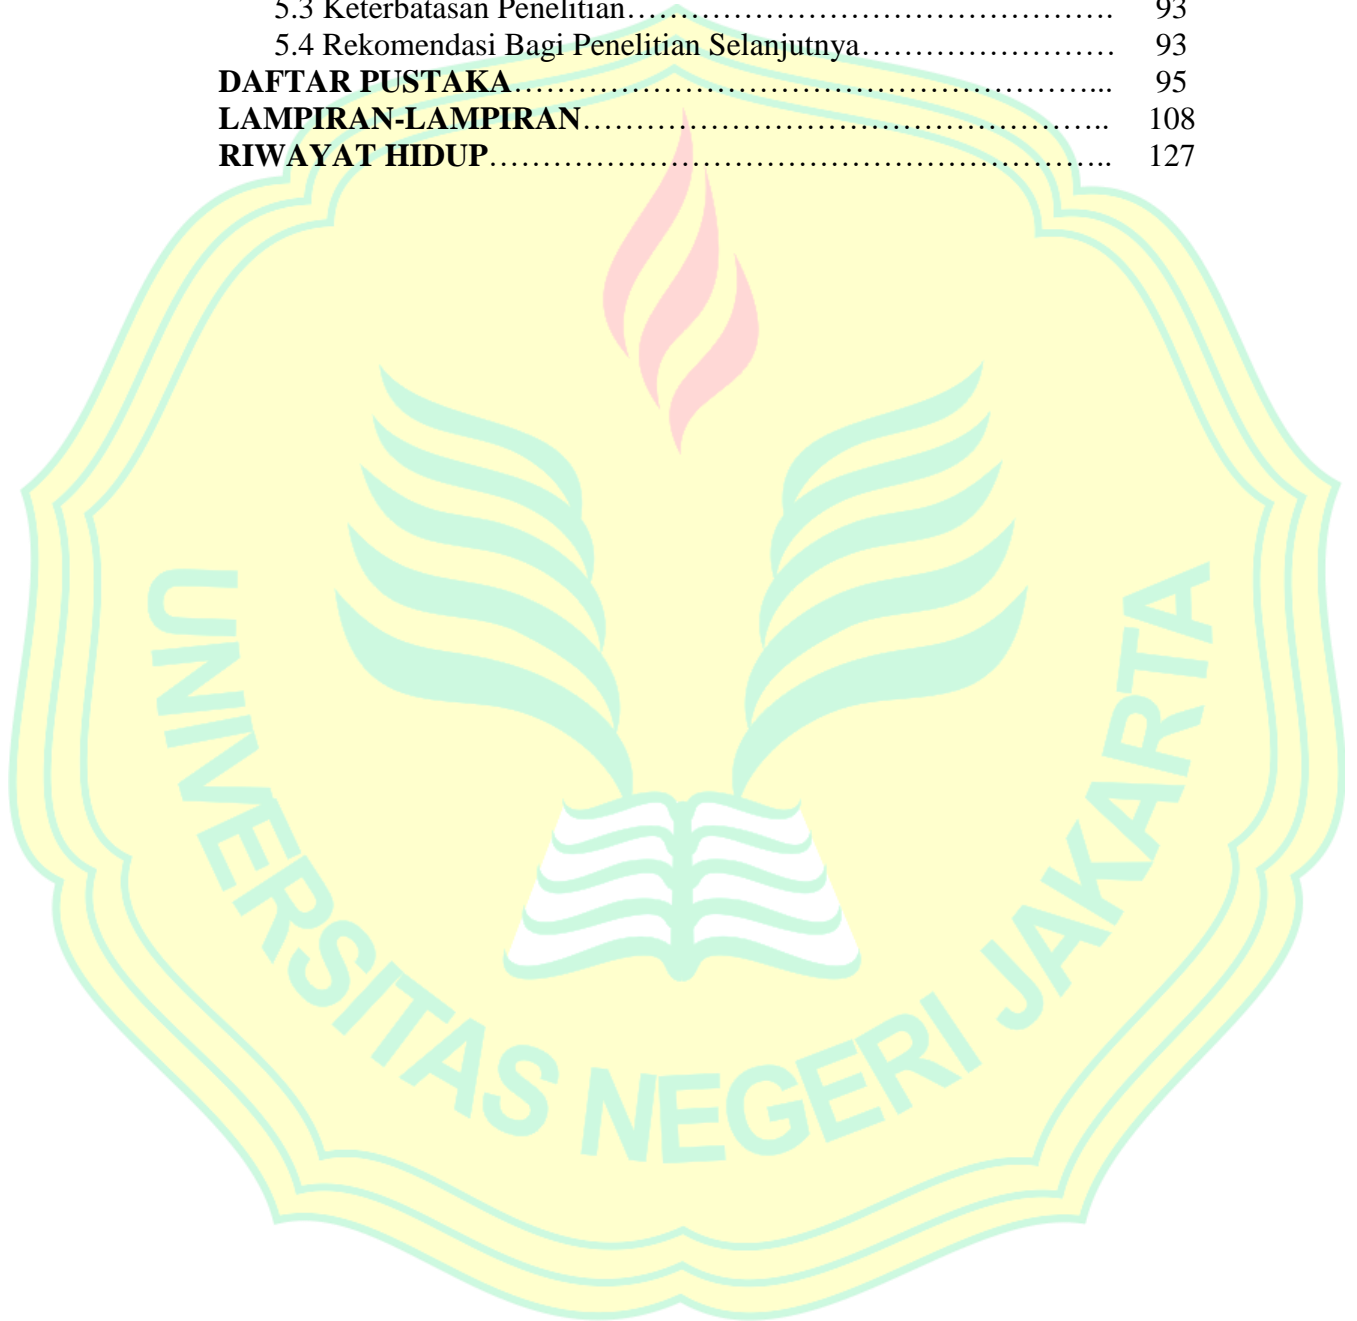 5.3 Keterbatasan Penelitian…………………………………………. 93
5.4 Rekomendasi Bagi Penelitian Selanjutnya…………………… 93
DAFTAR PUSTAKA…………………………………………………... 95
LAMPIRAN-LAMPIRAN…………………………………………….. 108
RIWAYAT HIDUP…………………………………………………….. 127
UNIVERSITAS NEGERI JAKARTA